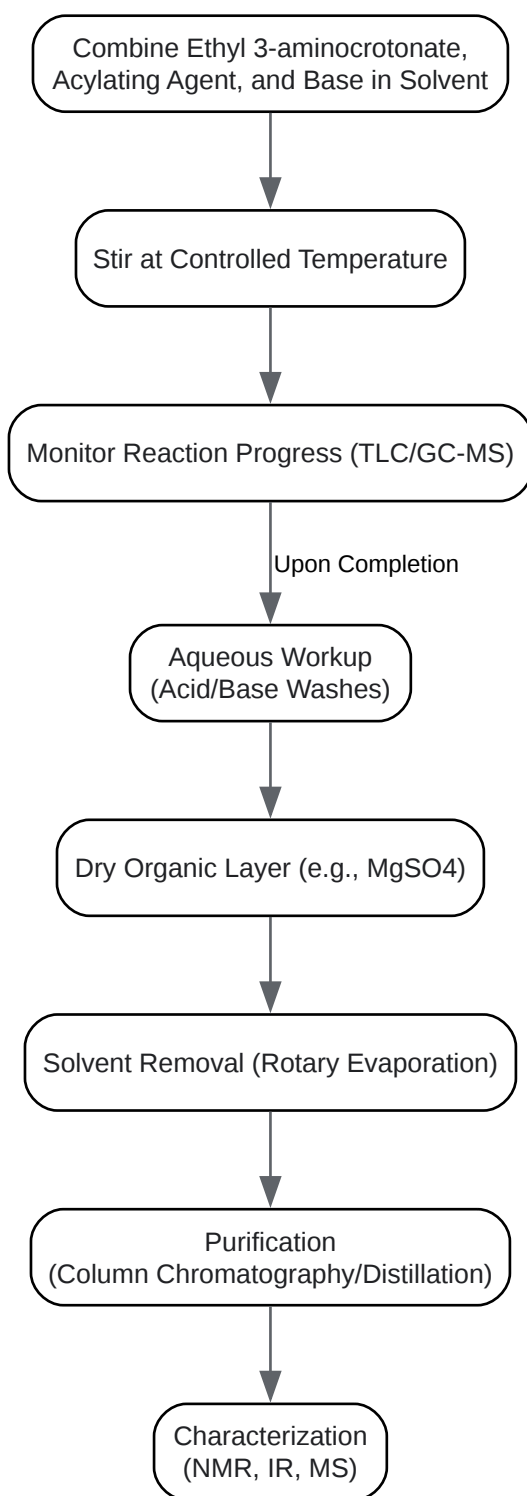 Combine Ethyl 3-aminocrotonate,
Acylating Agent, and Base in Solvent
Stir at Controlled Temperature
Monitor Reaction Progress (TLC/GC-MS)
Upon Completion
Aqueous Workup
(Acid/Base Washes)
Dry Organic Layer (e.g., MgSO4)
Solvent Removal (Rotary Evaporation)
Purification
(Column Chromatography/Distillation)
Characterization
(NMR, IR, MS)